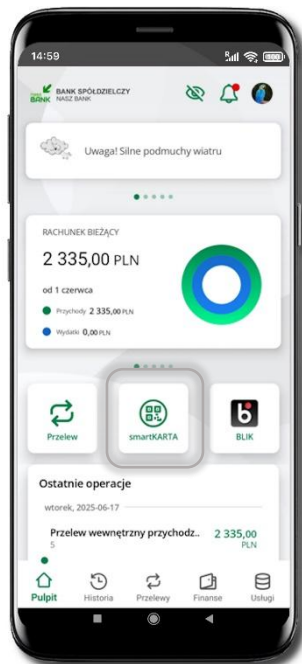 14:59
BANK SPÓŁDZIELCZY
BANK NASZ BANK
Uwaga! Silne podmuchy wiatru
RACHUNEK BIEŻĄCY
2 335,00 PLN
od 1 czerwca
Przychody 2 335,00 PLN
Wydatki 0,00 PLN
Przelew
smartKARTA
BLIK
Ostatnie operacje
wtorek, 2025-06-17
Przelew wewnętrzny przychodz.. 2 335,00
S PLN
Pulpit Historia Przelewy Finanse Usługi